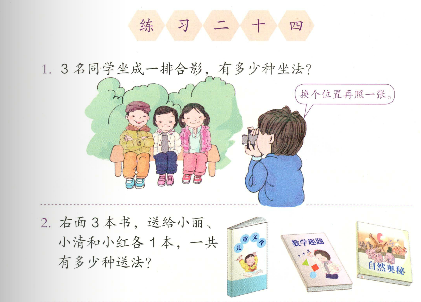 练习二十四
1. 3名同学坐成一排合影，有多少种坐法？
换个位置再照一张。
2. 右面3本书，送给小丽、
小清和小红各1本，一共
有多少种送法？
数学趣题
自然奥秘